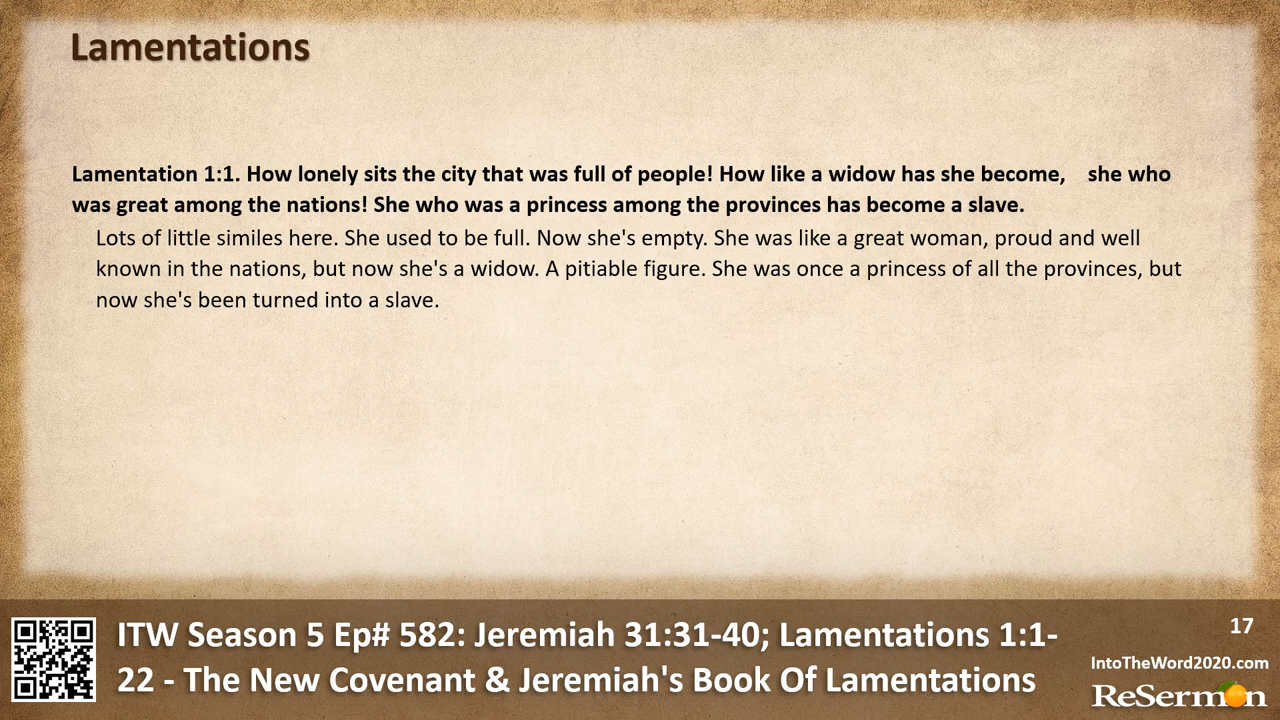 Lamentations
Lamentation 1:1. How lonely sits the city that was full of people! How like a widow has she become,    she who
was great among the nations! She who was a princess among the provinces has become a slave.
Lots of little similes here. She used to be full. Now she's empty. She was like a great woman, proud and well
known in the nations, but now she's a widow. A pitiable figure. She was once a princess of all the provinces, but
now she's been turned into a slave.
ITW Season 5 Ep# 582: Jeremiah 31:31-40; Lamentations 1:1-
22 - The New Covenant & Jeremiah's Book Of Lamentations
17
IntoTheWord2020.com
ReSermon